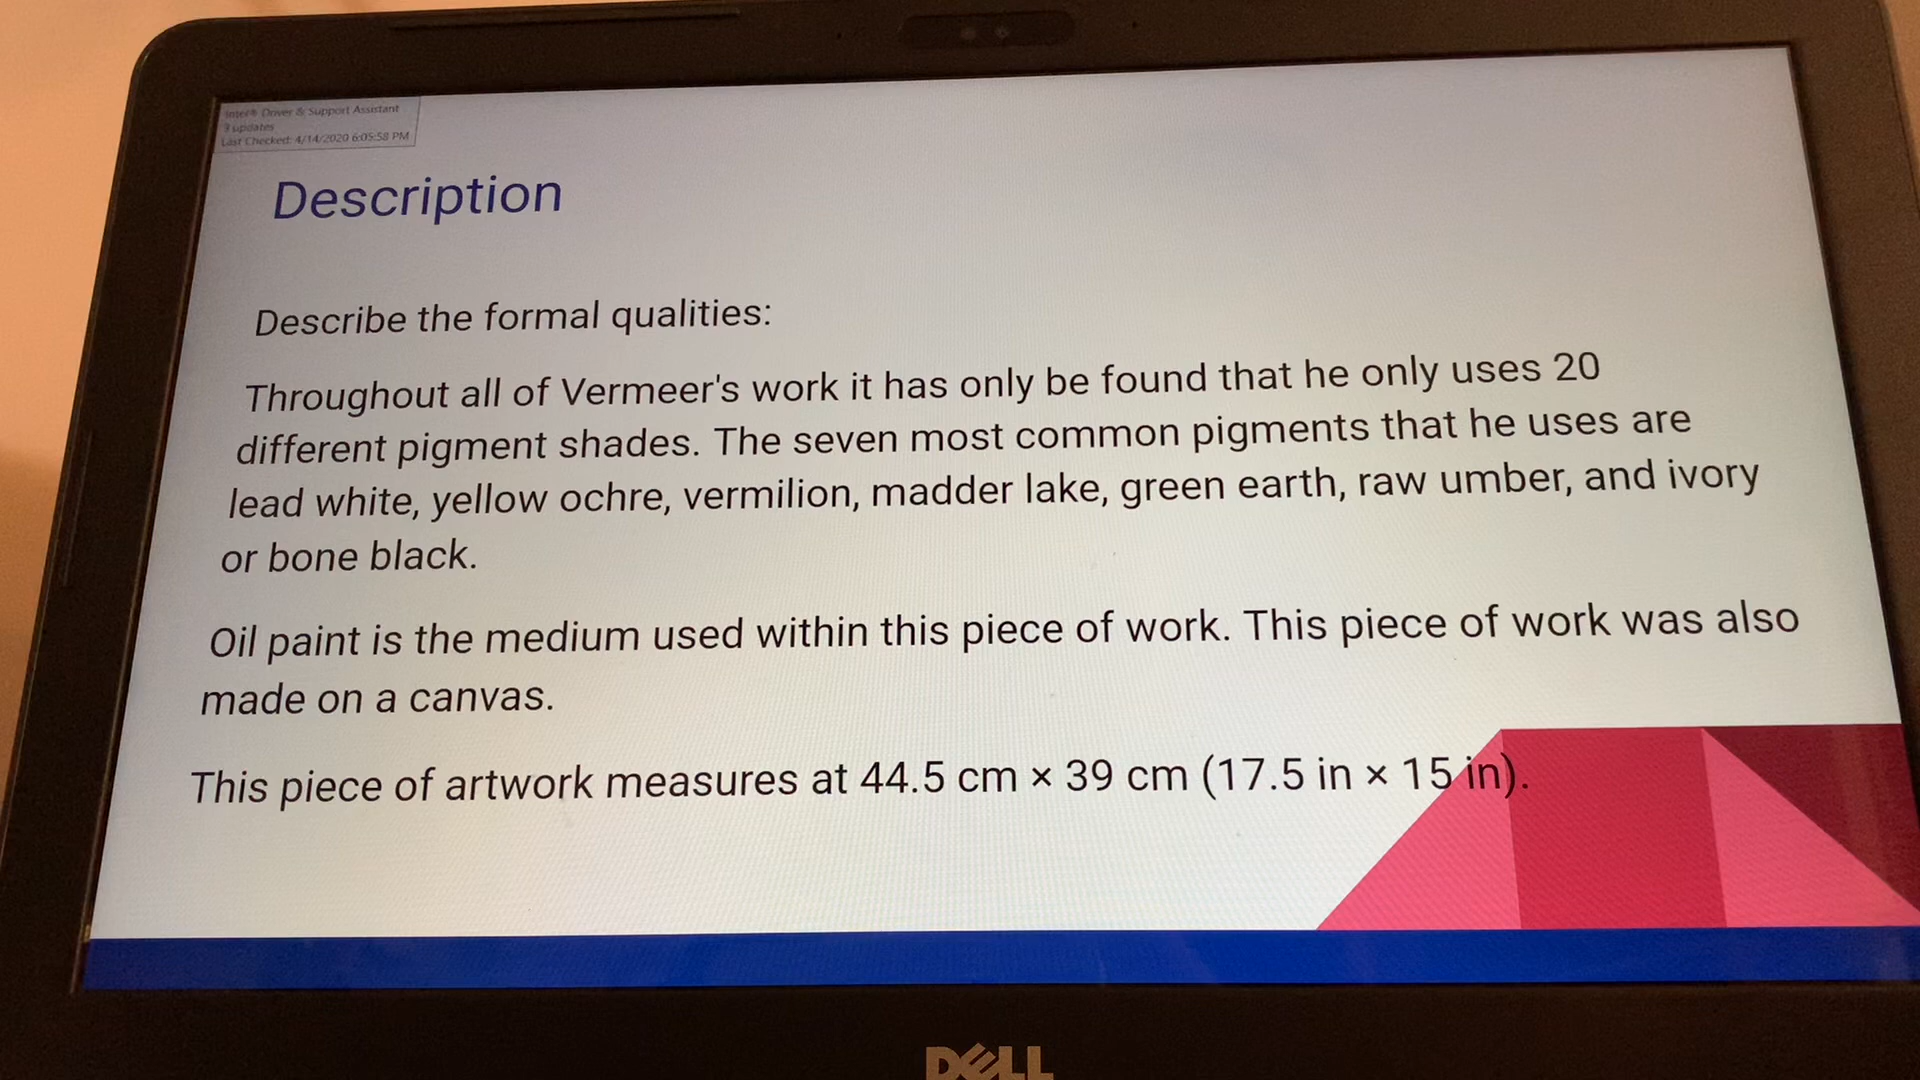 Intel® Driver & Support Assistant
3 updates
Last Checked: 4/14/2020 6:05:58 PM
Description
Describe the formal qualities:
Throughout all of Vermeer's work it has only be found that he only uses 20
different pigment shades. The seven most common pigments that he uses are
lead white, yellow ochre, vermilion, madder lake, green earth, raw umber, and ivory
or bone black.
Oil paint is the medium used within this piece of work. This piece of work was also
made on a canvas.
This piece of artwork measures at 44.5 cm × 39 cm (17.5 in × 15 in).
DELL